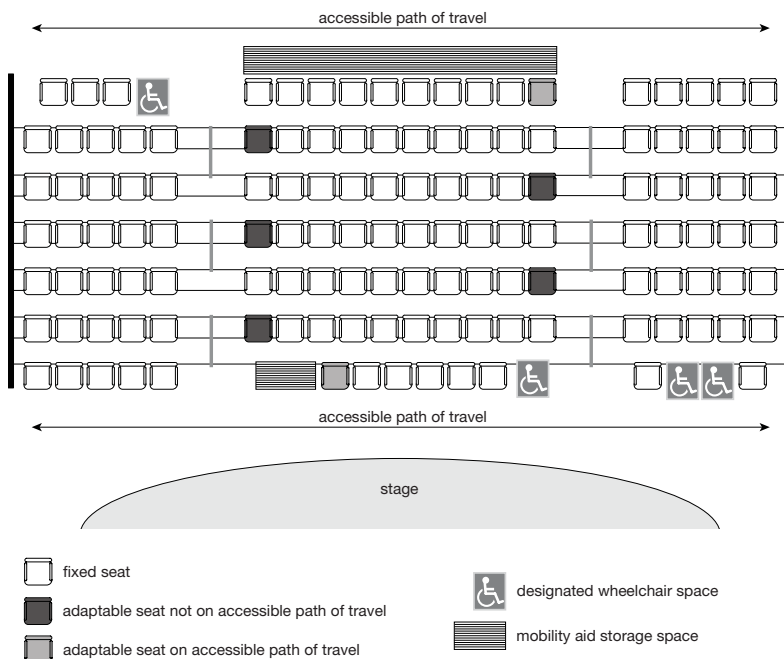 accessible path of travel
accessible path of travel
stage
fixed seat
adaptable seat not on accessible path of travel
adaptable seat on accessible path of travel
designated wheelchair space
mobility aid storage space